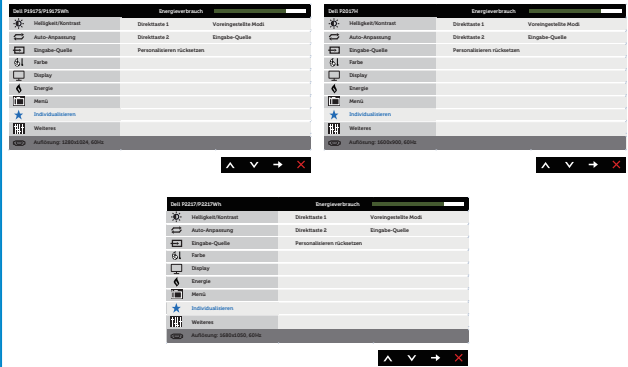 Dell P1917S/P1917SWh Energieverbrauch
Helligkeit/Kontrast Direkttaste 1 Voreingestellte Modi
Auto-Anpassung Direkttaste 2 Eingabe-Quelle
Eingabe-Quelle Personalisieren rücksetzen
Farbe
Display
Energie
Menü
Individualisieren
Weiteres
Auflösung: 1280x1024, 60Hz
Dell P2017H Energieverbrauch
Helligkeit/Kontrast Direkttaste 1 Voreingestellte Modi
Auto-Anpassung Direkttaste 2 Eingabe-Quelle
Eingabe-Quelle Personalisieren rücksetzen
Farbe
Display
Energie
Menü
Individualisieren
Weiteres
Auflösung: 1600x900, 60Hz
Dell P2217/P2217Wh Energieverbrauch
Helligkeit/Kontrast Direkttaste 1 Voreingestellte Modi
Auto-Anpassung Direkttaste 2 Eingabe-Quelle
Eingabe-Quelle Personalisieren rücksetzen
Farbe
Display
Energie
Menü
Individualisieren
Weiteres
Auflösung: 1680x1050, 60Hz